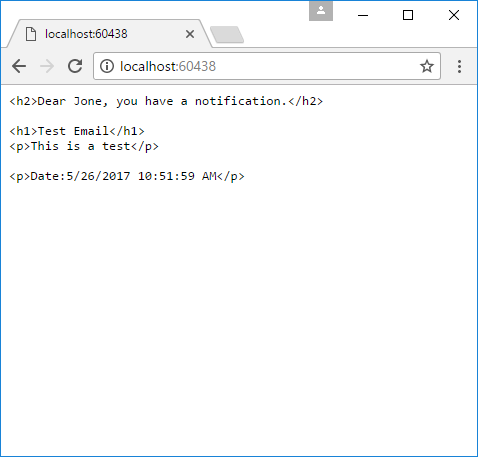 localhost:60438
localhost:60438
<h2>Dear Jone, you have a notification.</h2>
<h1>Test Email</h1>
<p>This is a test</p>
<p>Date:5/26/2017 10:51:59 AM</p>